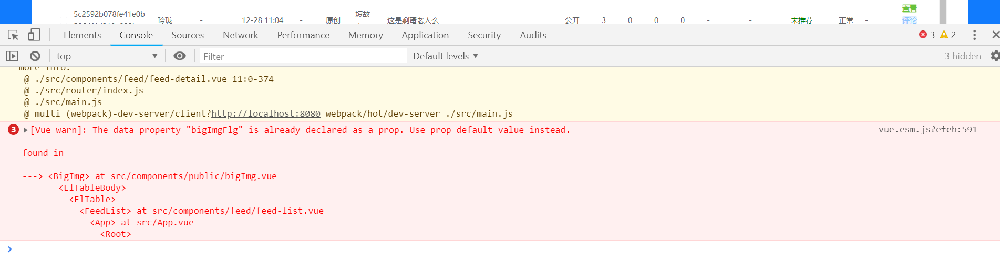 5c2592b078fe41e0b 玲珑 - 12-28 11:04 - 原创 短故 这是剩蛋老人么 公开 3 0 0 0 - - 未推荐 正常 - 查看
评论
Elements Console Sources Network Performance Memory Application Security Audits 3 2
top Filter Default levels 3 hidden
more info.
@ ./src/components/feed/feed-detail.vue 11:0-374
@ ./src/router/index.js
@ ./src/main.js
@ multi (webpack)-dev-server/client?http://localhost:8080 webpack/hot/dev-server ./src/main.js
3 [Vue warn]: The data property "bigImgFlg" is already declared as a prop. Use prop default value instead. vue.esm.js?efeb:591
found in
---> <BigImg> at src/components/public/bigImg.vue
<ElTableBody>
<ElTable>
<FeedList> at src/components/feed/feed-list.vue
<App> at src/App.vue
<Root>